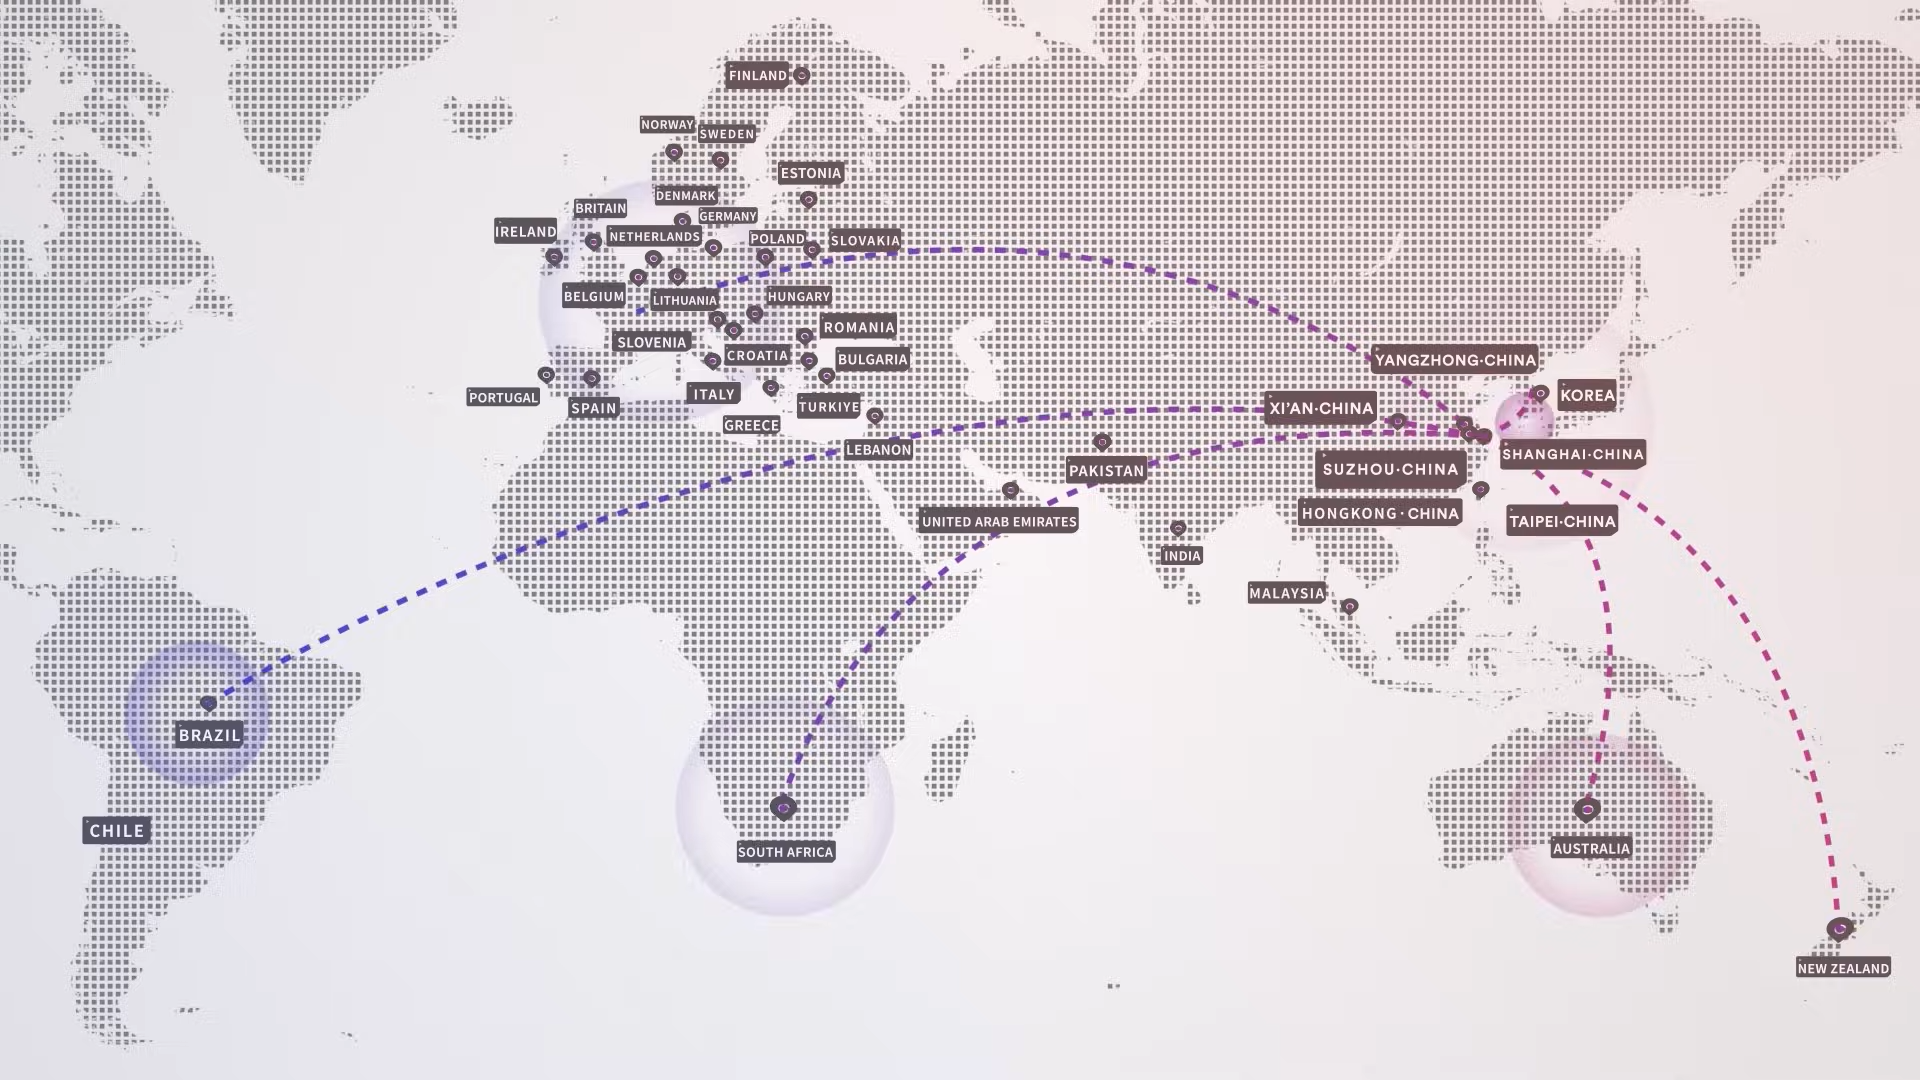 FINLAND
NORWAY
SWEDEN
ESTONIA
DENMARK
BRITAIN
GERMANY
IRELAND
NETHERLANDS
POLAND
SLOVAKIA
BELGIUM
LITHUANIA
HUNGARY
ROMANIA
SLOVENIA
CROATIA
BULGARIA
YANGZHONG·CHINA
ITALY
KOREA
PORTUGAL
SPAIN
TURKIYE
XI'AN·CHINA
GREECE
LEBANON
SHANGHAI·CHINA
PAKISTAN
SUZHOU·CHINA
HONGKONG·CHINA
UNITED ARAB EMIRATES
TAIPEI·CHINA
INDIA
MALAYSIA
BRAZIL
CHILE
SOUTH AFRICA
AUSTRALIA
NEW ZEALAND